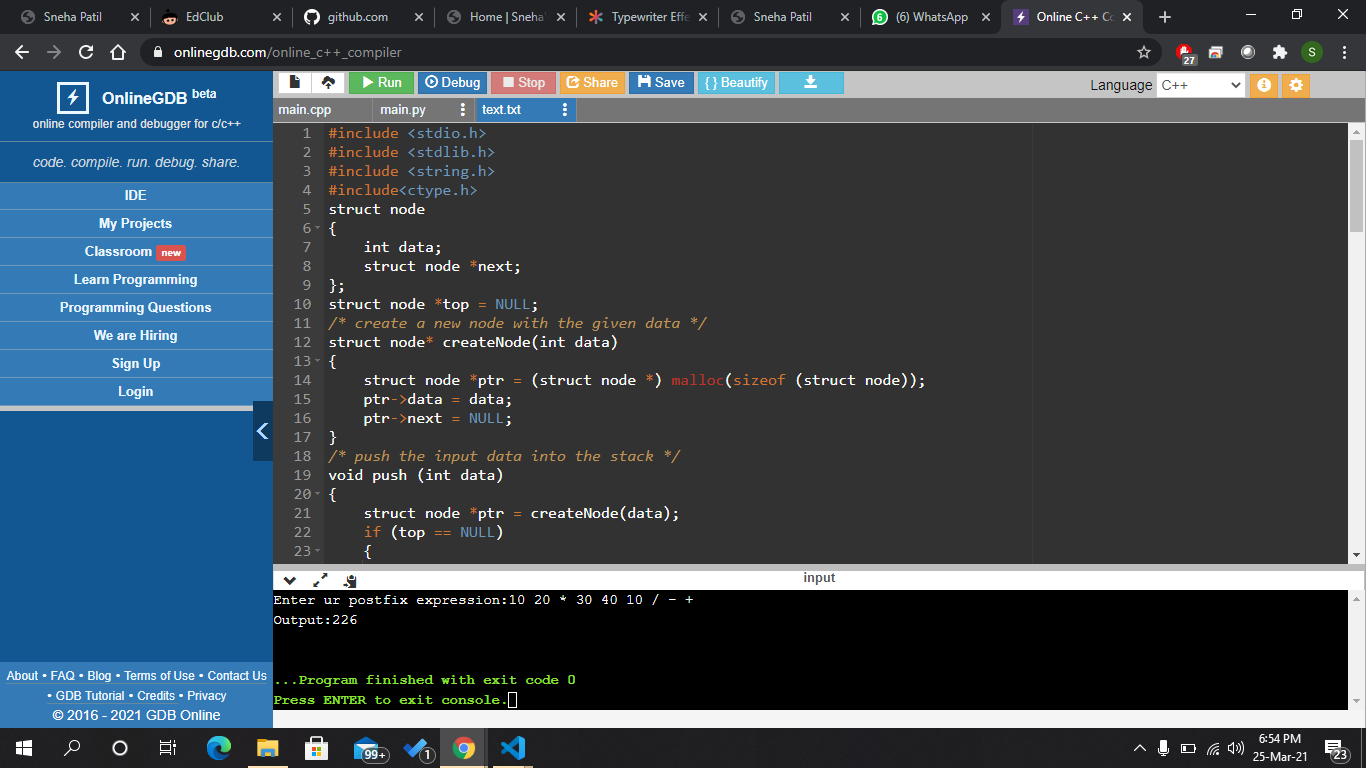 Sneha Patil
EdClub
github.com
Home | Sneha
Typewriter Effe
Sneha Patil
(6) WhatsApp
Online C++ Co
onlinegdb.com/online_c++_compiler
27
S
OnlineGDB beta
online compiler and debugger for c/c++
code. compile. run. debug. share.
IDE
My Projects
Classroom new
Learn Programming
Programming Questions
We are Hiring
Sign Up
Login
About • FAQ • Blog • Terms of Use • Contact Us
• GDB Tutorial • Credits • Privacy
© 2016 - 2021 GDB Online
Run Debug Stop Share Save { } Beautify
Language C++
main.cpp main.py text.txt
1 #include <stdio.h>
2 #include <stdlib.h>
3 #include <string.h>
4 #include<ctype.h>
5 struct node
6 {
7 int data;
8 struct node *next;
9 };
10 struct node *top = NULL;
11 /* create a new node with the given data */
12 struct node* createNode(int data)
13 {
14 struct node *ptr = (struct node *) malloc(sizeof (struct node));
15 ptr->data = data;
16 ptr->next = NULL;
17 }
18 /* push the input data into the stack */
19 void push (int data)
20 {
21 struct node *ptr = createNode(data);
22 if (top == NULL)
23 {
input
Enter ur postfix expression:10 20 * 30 40 10 / - +
Output:226
...Program finished with exit code 0
Press ENTER to exit console.
99+
1
6:54 PM
25-Mar-21
23